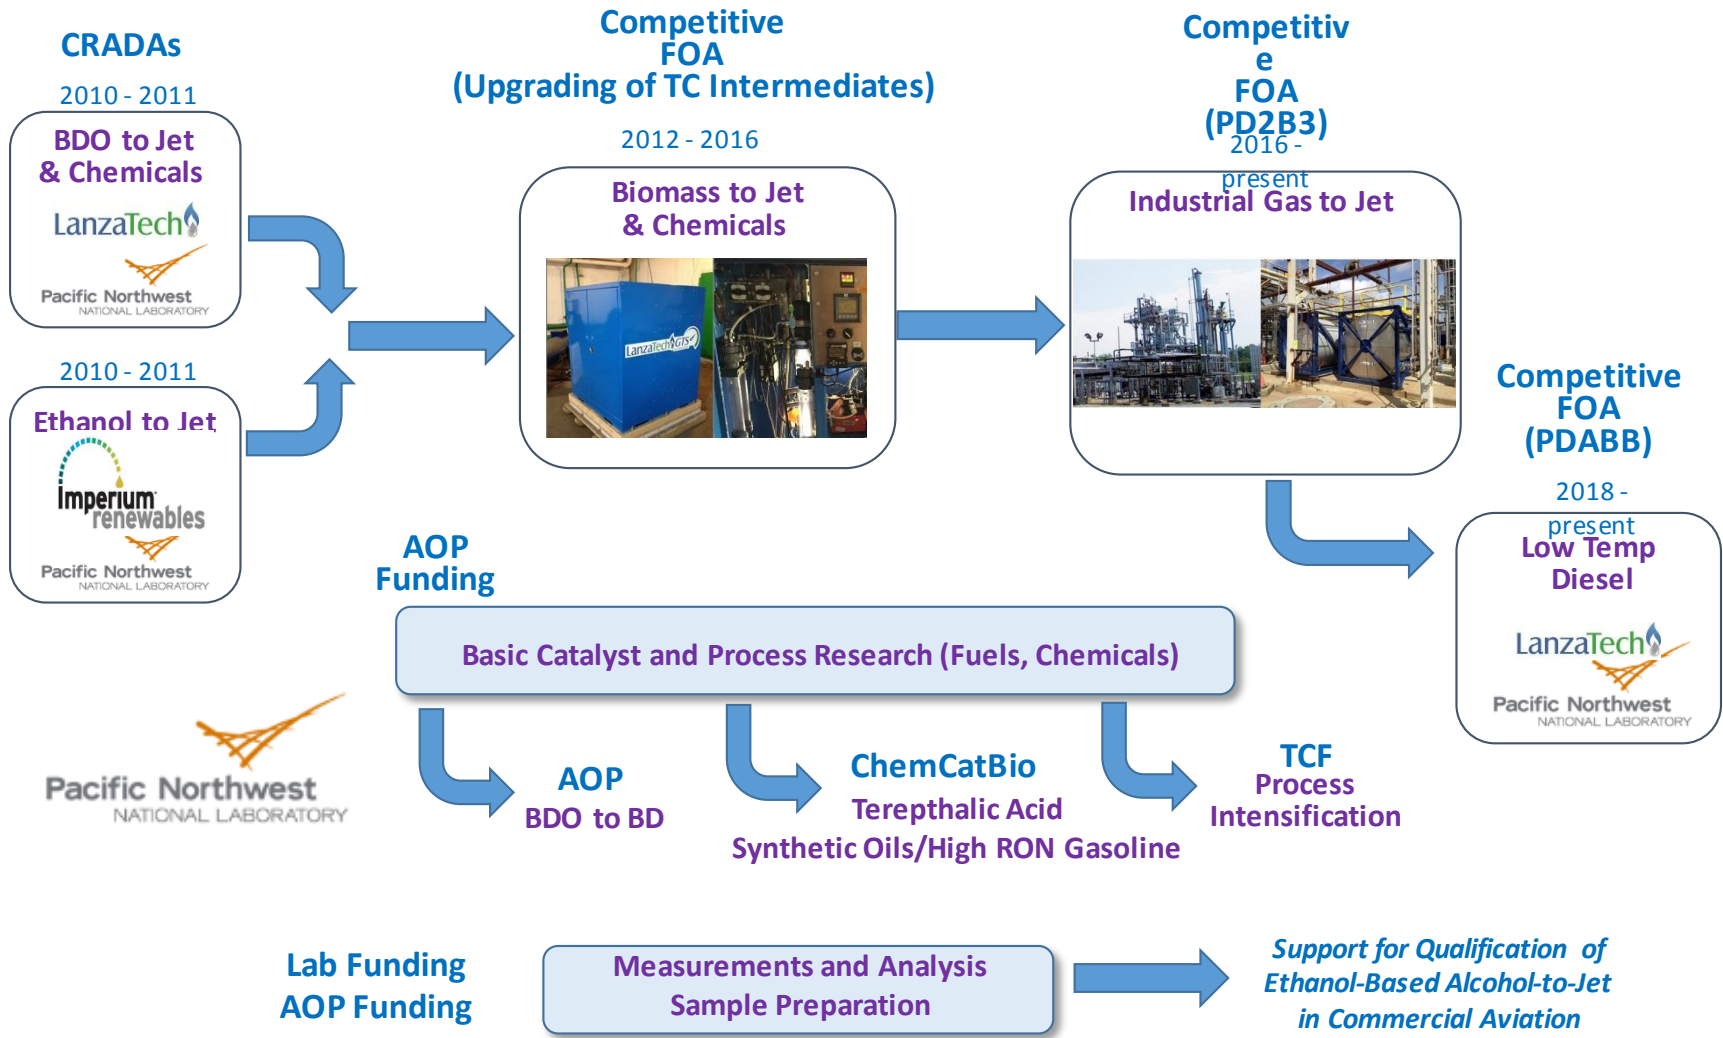 CRADAs
2010 - 2011
BDO to Jet
& Chemicals
LanzaTech
Pacific Northwest
NATIONAL LABORATORY
2010 - 2011
Ethanol to Jet
Imperium
renewables
Pacific Northwest
NATIONAL LABORATORY
Competitive
FOA
(Upgrading of TC Intermediates)
2012 - 2016
Biomass to Jet
& Chemicals
LanzaTech GTS
Competitiv
e
FOA
(PD2B3)
2016 -
present
Industrial Gas to Jet
Competitive
FOA
(PDABB)
2018 -
present
Low Temp
Diesel
LanzaTech
Pacific Northwest
NATIONAL LABORATORY
AOP
Funding
Basic Catalyst and Process Research (Fuels, Chemicals)
Pacific Northwest
NATIONAL LABORATORY
AOP
BDO to BD
ChemCatBio
Terepthalic Acid
Synthetic Oils/High RON Gasoline
TCF
Process
Intensification
Lab Funding
AOP Funding
Measurements and Analysis
Sample Preparation
Support for Qualification of
Ethanol-Based Alcohol-to-Jet
in Commercial Aviation